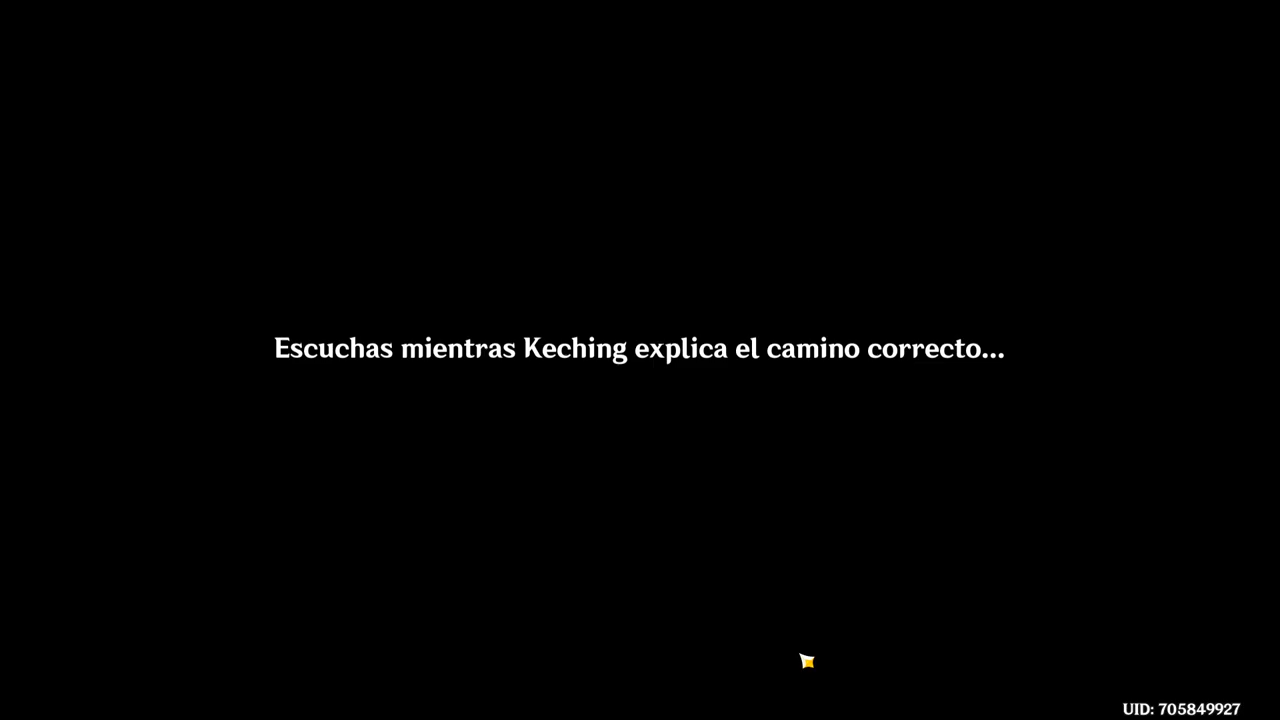 Escuchas mientras Keching explica el camino correcto...
UID: 705849927